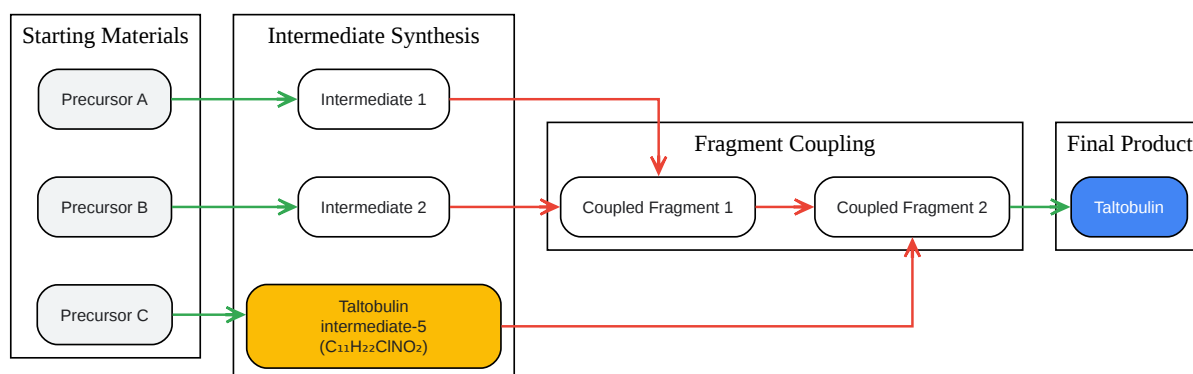 Starting Materials
Intermediate Synthesis
Precursor A
Intermediate 1
Fragment Coupling
Final Product
Precursor B
Intermediate 2
Coupled Fragment 1
Coupled Fragment 2
Taltobulin
Precursor C
Taltobulin
intermediate-5
(C₁₁H₂₂ClNO₂)